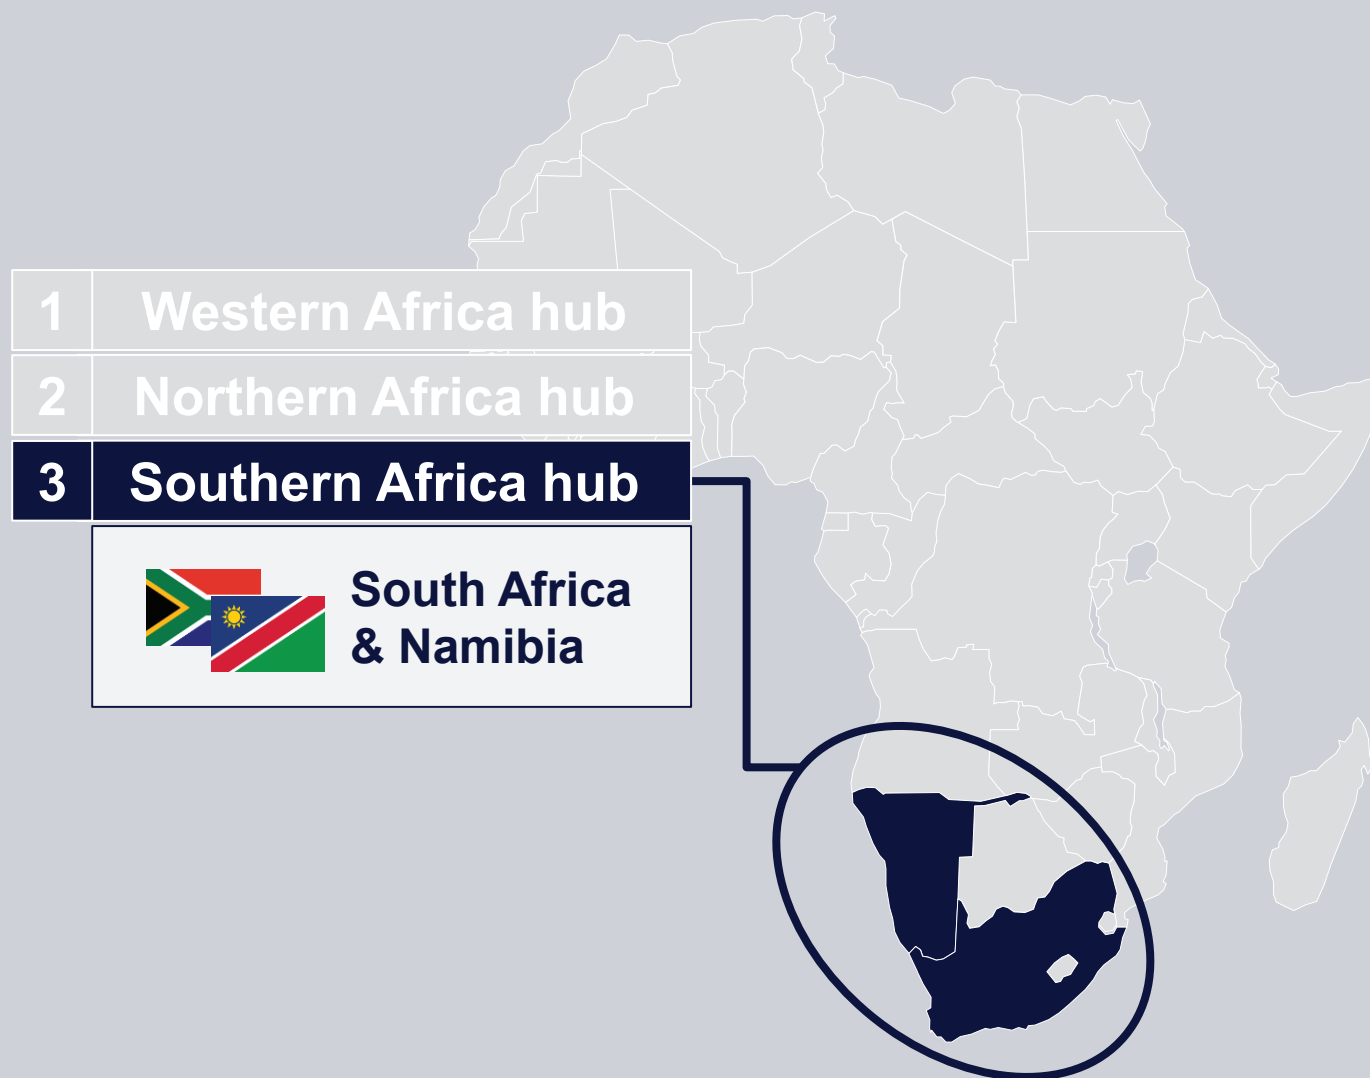 1 Western Africa hub
2 Northern Africa hub
3 Southern Africa hub
South Africa
& Namibia